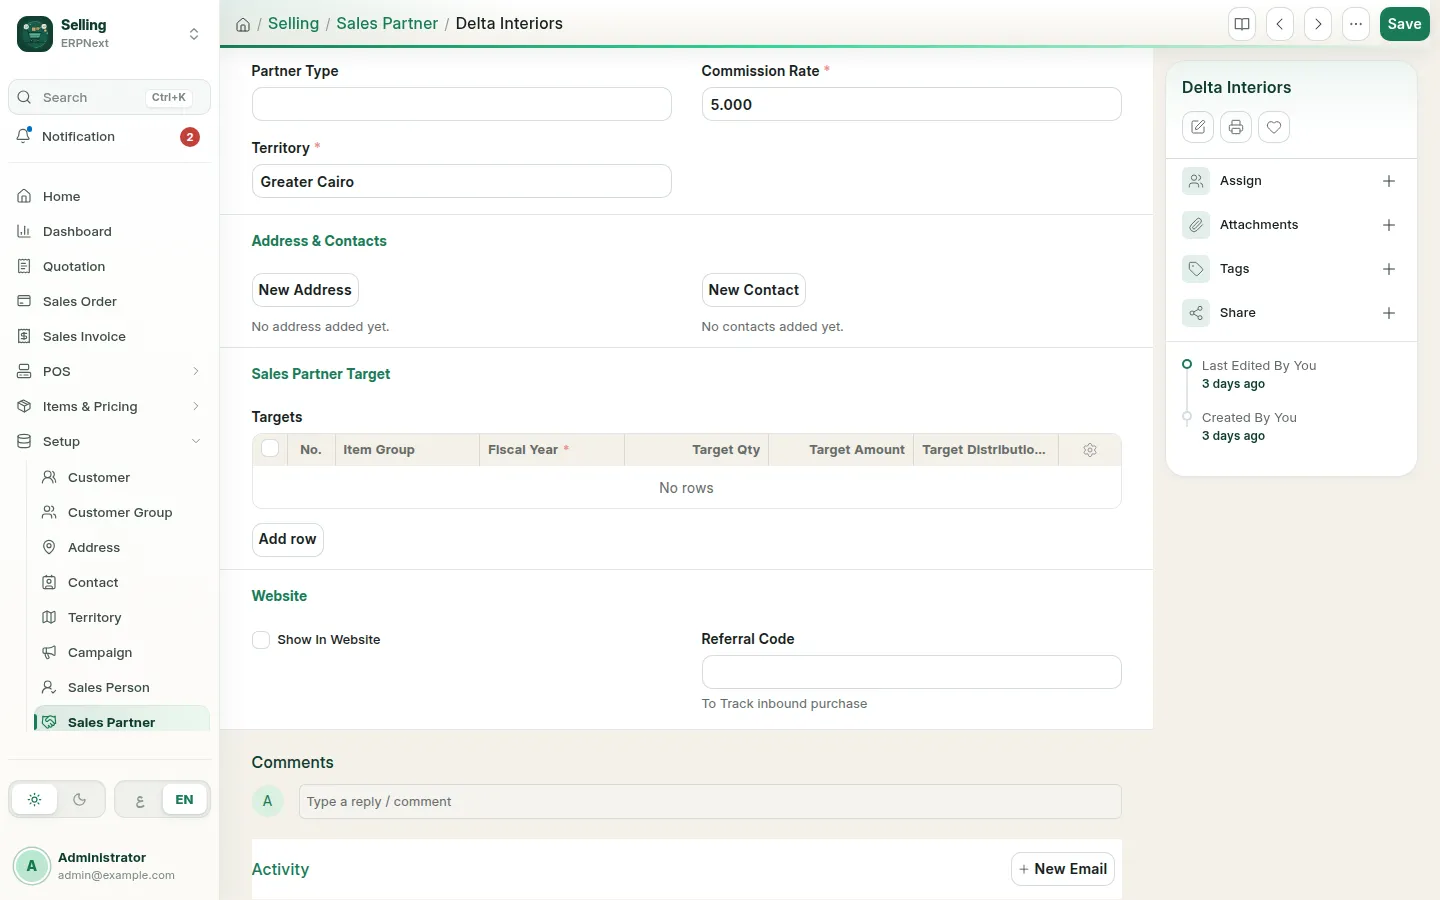 Selling
ERPNext
Search
Ctrl+K
Notification
2
Home
Dashboard
Quotation
Sales Order
Sales Invoice
POS
Items & Pricing
Setup
Customer
Customer Group
Address
Contact
Territory
Campaign
Sales Person
Sales Partner
ع
EN
A
Administrator
admin@example.com
/ Selling / Sales Partner / Delta Interiors
Save
Partner Type
Commission Rate *
5.000
Territory *
Greater Cairo
Address & Contacts
New Address
New Contact
No address added yet.
No contacts added yet.
Sales Partner Target
Targets
No.
Item Group
Fiscal Year *
Target Qty
Target Amount
Target Distributio...
No rows
Add row
Website
Show in Website
Referral Code
To Track inbound purchase
Comments
A
Type a reply / comment
Activity
+ New Email
Delta Interiors
Assign
Attachments
Tags
Share
Last Edited By You
3 days ago
Created By You
3 days ago